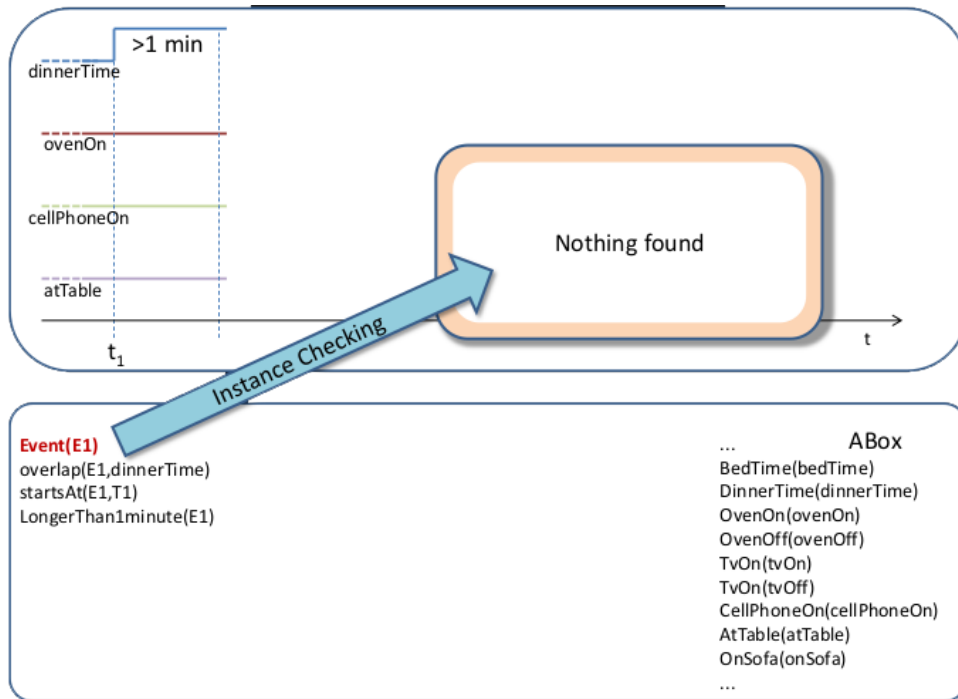 >1 min
dinnerTime
ovenOn
cellPhoneOn
atTable
Nothing found
Instance Checking
t1
t
Event(E1)
overlap(E1,dinnerTime)
startsAt(E1,T1)
LongerThan1minute(E1)
... ABox
BedTime(bedTime)
DinnerTime(dinnerTime)
OvenOn(ovenOn)
OvenOff(ovenOff)
TvOn(tvOn)
TvOn(tvOff)
CellPhoneOn(cellPhoneOn)
AtTable(atTable)
OnSofa(onSofa)
...